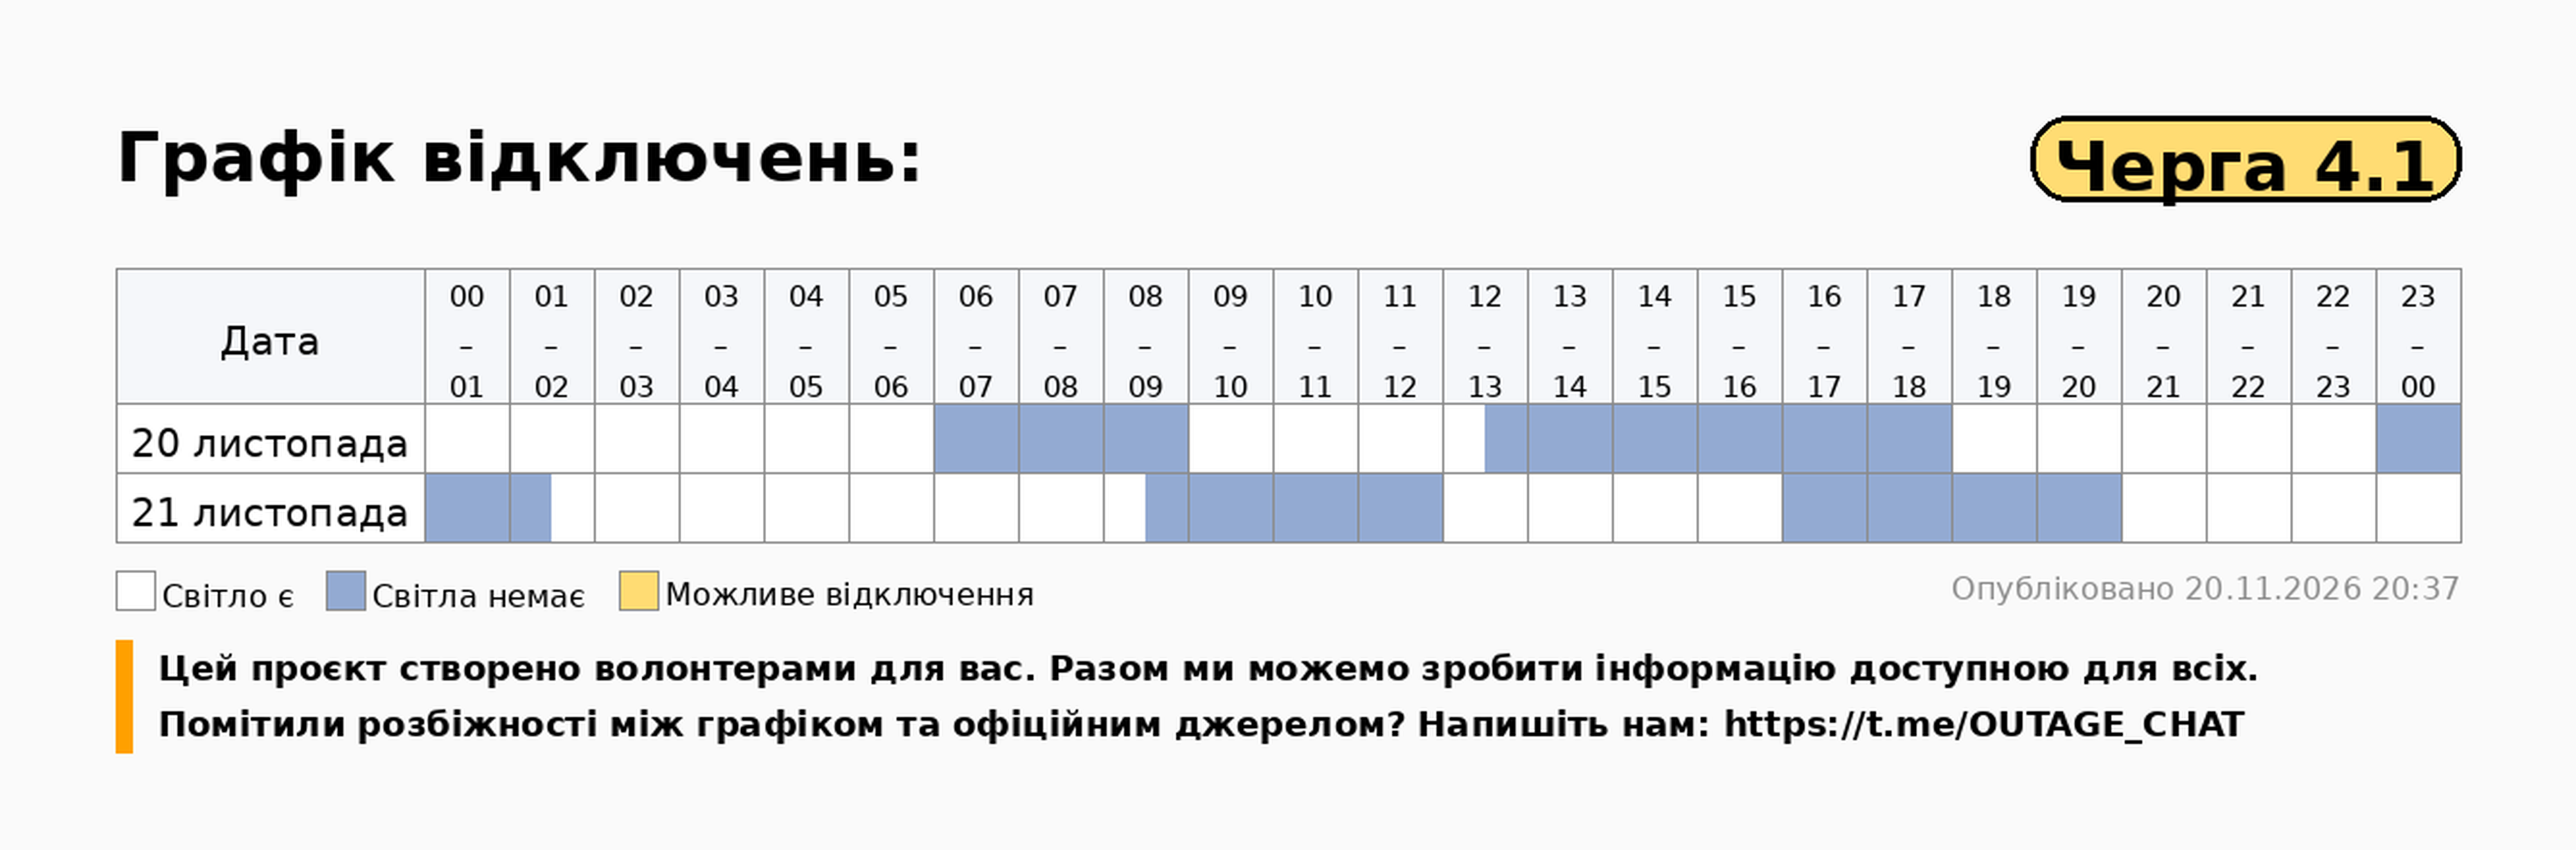 Графік відключень:
Черга 4.1
Дата
00 – 01
01 – 02
02 – 03
03 – 04
04 – 05
05 – 06
06 – 07
07 – 08
08 – 09
09 – 10
10 – 11
11 – 12
12 – 13
13 – 14
14 – 15
15 – 16
16 – 17
17 – 18
18 – 19
19 – 20
20 – 21
21 – 22
22 – 23
23 – 00
20 листопада
21 листопада
Світло є
Світла немає
Можливе відключення
Опубліковано 20.11.2026 20:37
Цей проєкт створено волонтерами для вас. Разом ми можемо зробити інформацію доступною для всіх.
Помітили розбіжності між графіком та офіційним джерелом? Напишіть нам: https://t.me/OUTAGE_CHAT